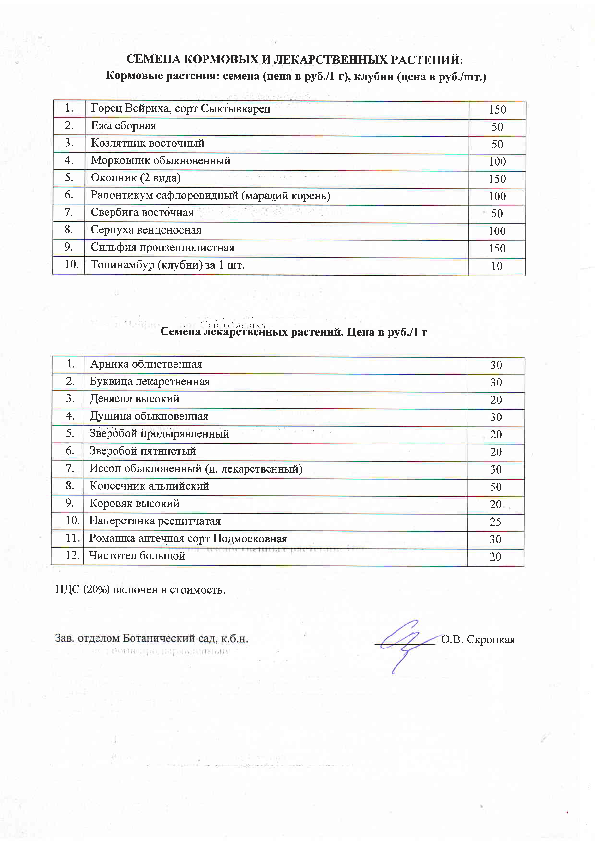 СЕМЕНА КОРМОВЫХ И ЛЕКАРСТВЕННЫХ РАСТЕНИЙ:
Кормовые растения: семена (цена в руб./1 г), клубни (цена в руб./шт.)
1. Горец Вейриха, сорт Сыктывкарец 150
2. Ежа сборная 50
3. Козлятник восточный 50
4. Морковник обыкновенный 100
5. Окопник (2 вида) 150
6. Рапонтикум сафлоровидный (маралий корень) 100
7. Свербига восточная 50
8. Серпуха венценосная 100
9. Сильфия пронзеннолистная 150
10. Топинамбур (клубни) за 1 шт. 10
Семена лекарственных растений. Цена в руб./1 г
1. Арника облиственная 30
2. Буквица лекарственная 30
3. Девясил высокий 20
4. Душица обыкновенная 30
5. Зверобой продырявленный 20
6. Зверобой пятнистый 20
7. Иссоп обыкновенный (и. лекарственный) 30
8. Копеечник альпийский 50
9. Коровяк высокий 20
10. Наперстянка реснитчатая 25
11. Ромашка аптечная сорт Подмосковная 30
12. Чистотел большой 20
НДС (20%) включен в стоимость.
Зав. отделом Ботанический сад, к.б.н. О.В. Скроцкая